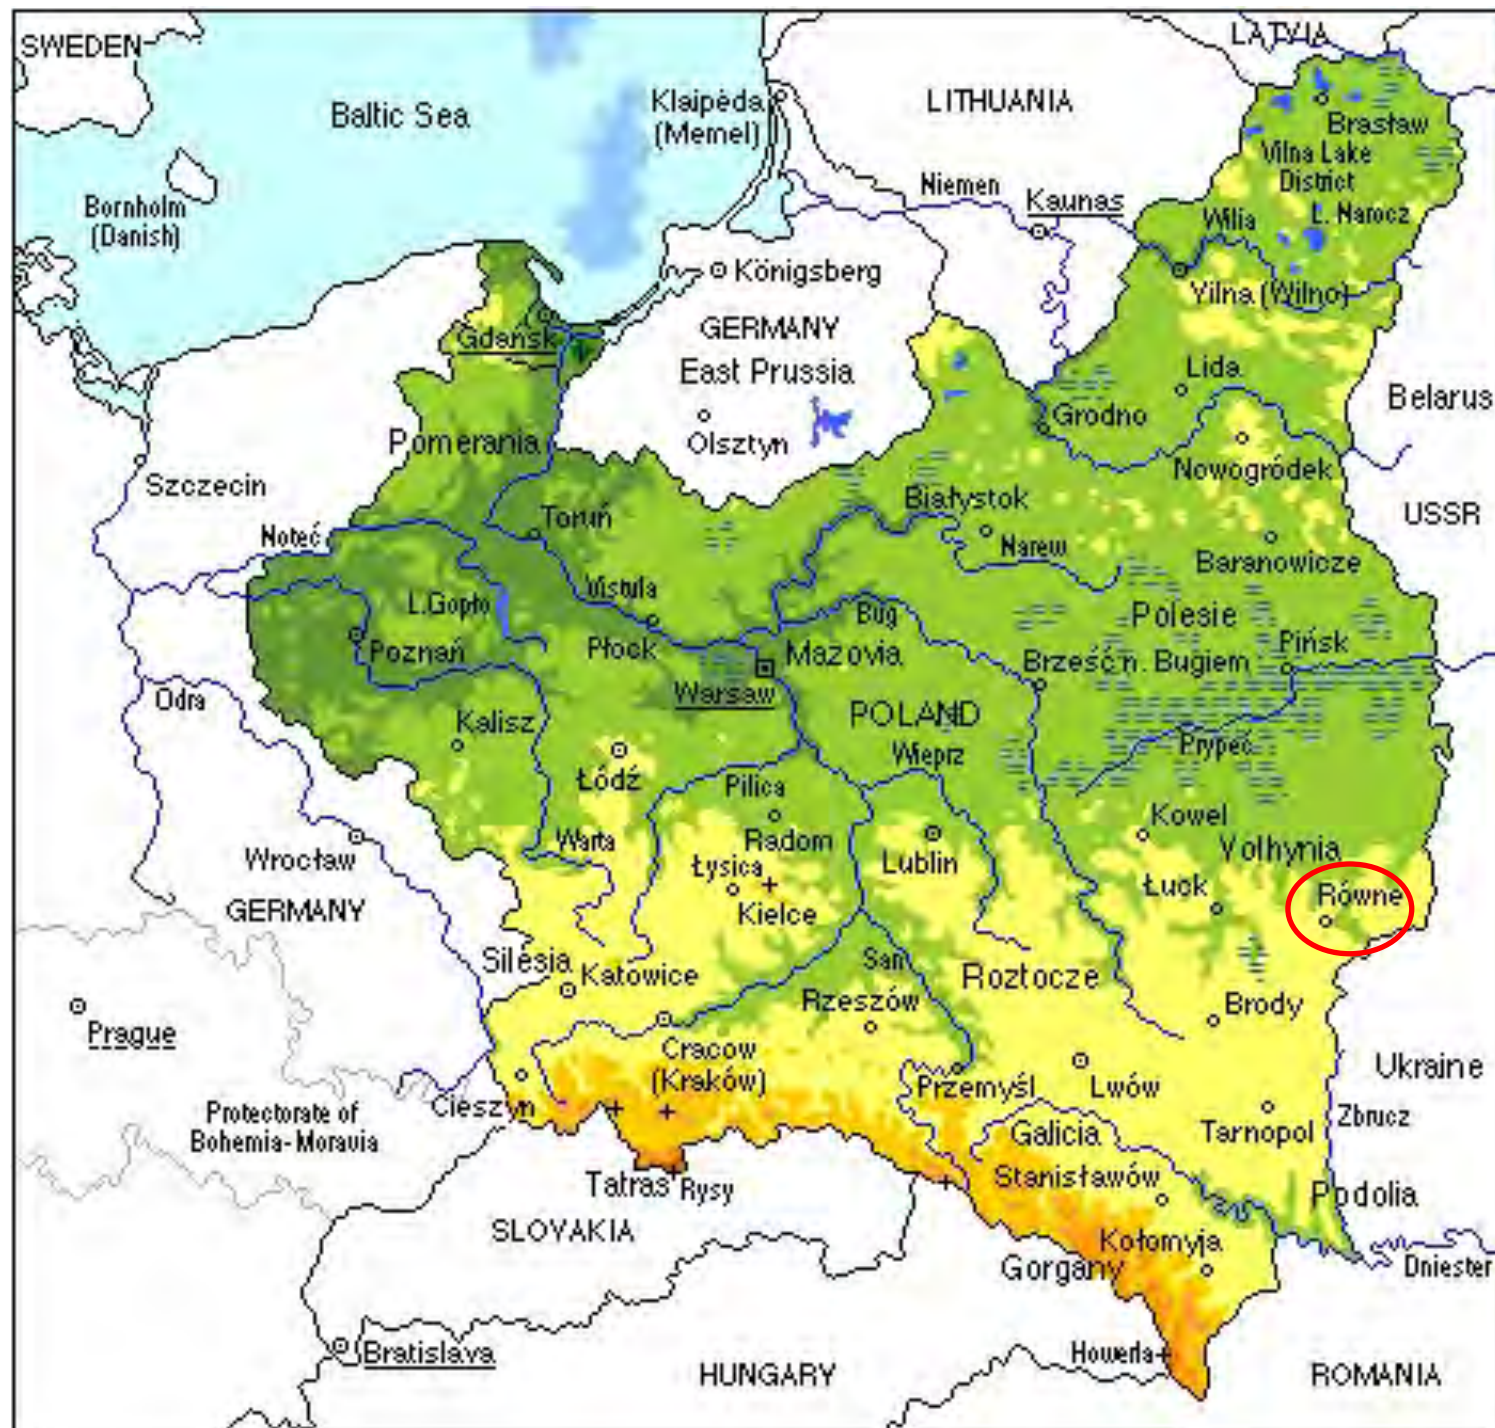 SWEDEN
LATVIA
Baltic Sea
Klaipėda
(Memel)
LITHUANIA
Brasław
Vilna Lake
District
Bornholm
(Danish)
Niemen
Kaunas
Wilia
Ł. Narocz
Königsberg
Vilna (Wilno)
Gdańsk
GERMANY
East Prussia
Lida
Belarus
Grodno
Olsztyn
Pomerania
Nowogródek
Szczecin
Białystok
USSR
Toruń
Noteć
Narew
Baranowicze
Vistula
L.Gopło
Bug
Polesie
Poznań
Płock
Mazovia
Pińsk
Brześć n. Bugiem
Odra
Warsaw
Kalisz
POLAND
Wieprz
Prypeć
Łódź
Pilica
Kowel
Warta
Radom
Wrocław
Lublin
Volhynia
Łysica
Łuck
Równe
Kielce
GERMANY
Silesia
Katowice
San
Roztocze
Rzeszów
Brody
Prague
Cracow
(Kraków)
Przemyśl
Lwów
Ukraine
Cieszyn
Protectorate of
Bohemia-Moravia
Zbrucz
Galicia
Tarnopol
Stanisławów
Tatras
Rysy
Podolia
SLOVAKIA
Kołomyja
Gorgany
Dniester
Bratislava
Howerla
HUNGARY
ROMANIA